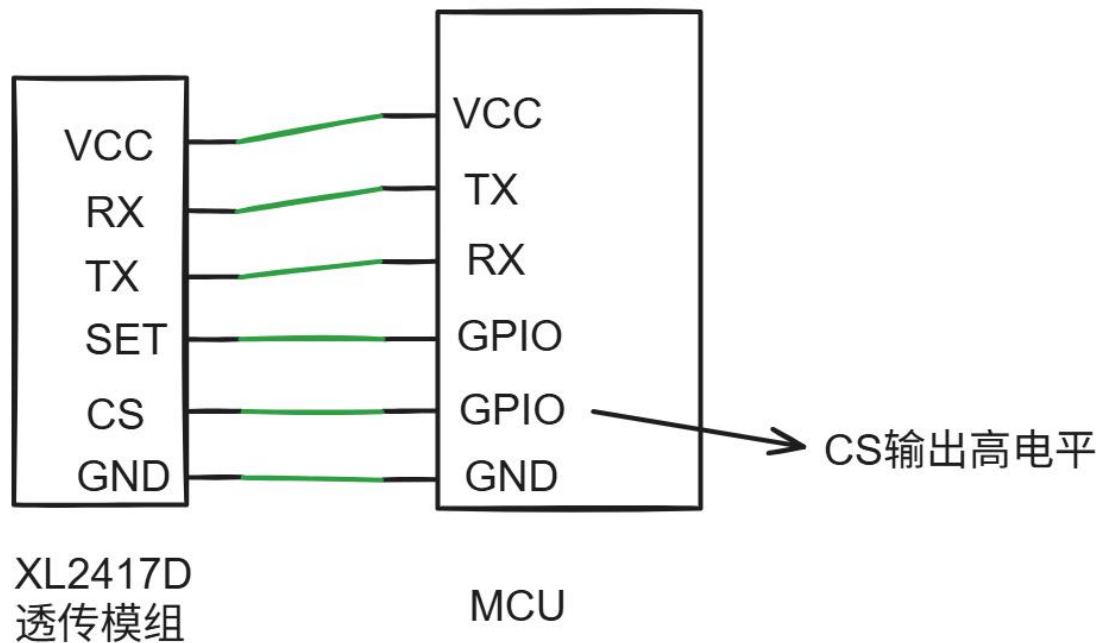 VCC
RX
TX
SET
CS
GND
XL2417D
透传模组
VCC
TX
RX
GPIO
GPIO
GND
MCU
CS输出高电平